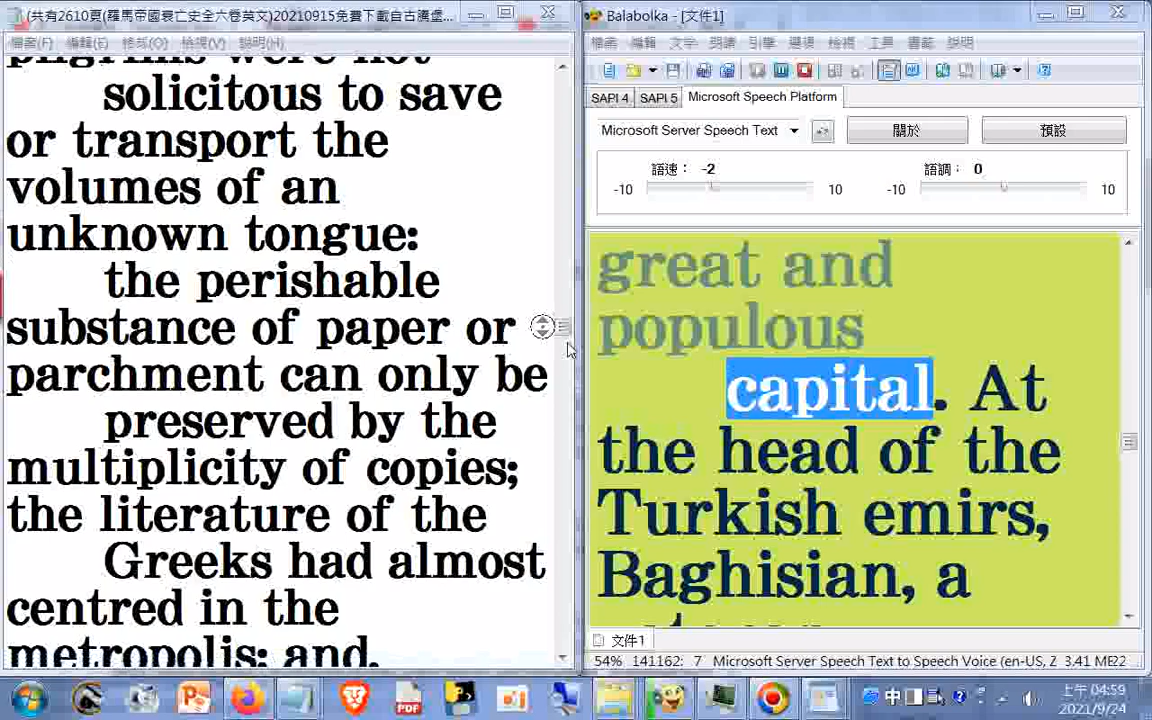 (共有2610頁(羅馬帝國衰亡史全六卷英文)20210915免費下載自古騰堡...
檔案(F) 編輯(E) 格式(O) 檢視(V) 說明(H)
pilgrims were not
solicitous to save
or transport the
volumes of an
unknown tongue:
the perishable
substance of paper or
parchment can only be
preserved by the
multiplicity of copies;
the literature of the
Greeks had almost
centred in the
metropolis; and,
Balabolka - [文件1]
檔案 編輯 文字 朗讀 引擎 選項 檢視 工具 書籤 說明
SAPI 4 SAPI 5 Microsoft Speech Platform
Microsoft Server Speech Text
關於 預設
語速: -2 語調: 0
-10 10 -10 10
great and
populous
capital. At
the head of the
Turkish emirs,
Baghisian, a
文件1
54% 141162: 7 Microsoft Server Speech Text to Speech Voice (en-US, Z 3.41 ME22
PDF 中 上午 04:59
2021/9/24